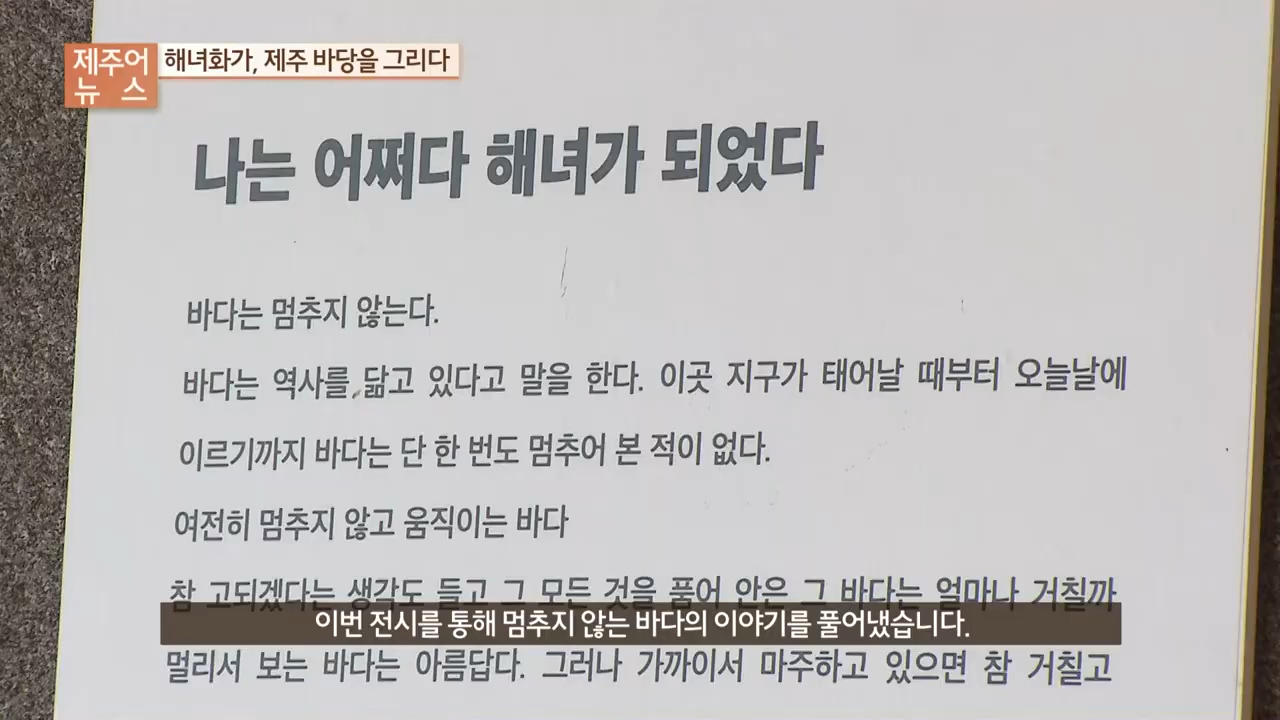 제주어
뉴스
해녀화가, 제주 바당을 그리다
나는 어쩌다 해녀가 되었다
바다는 멈추지 않는다.
바다는 역사를 닮고 있다고 말을 한다. 이곳 지구가 태어날 때부터 오늘날에
이르기까지 바다는 단 한 번도 멈추어 본 적이 없다.
여전히 멈추지 않고 움직이는 바다
참 고되겠다는 생각도 들고 그 모든 것을 품어 안은 그 바다는 얼마나 거칠까
이번 전시를 통해 멈추지 않는 바다의 이야기를 풀어냈습니다.
멀리서 보는 바다는 아름답다. 그러나 가까이서 마주하고 있으면 참 거칠고